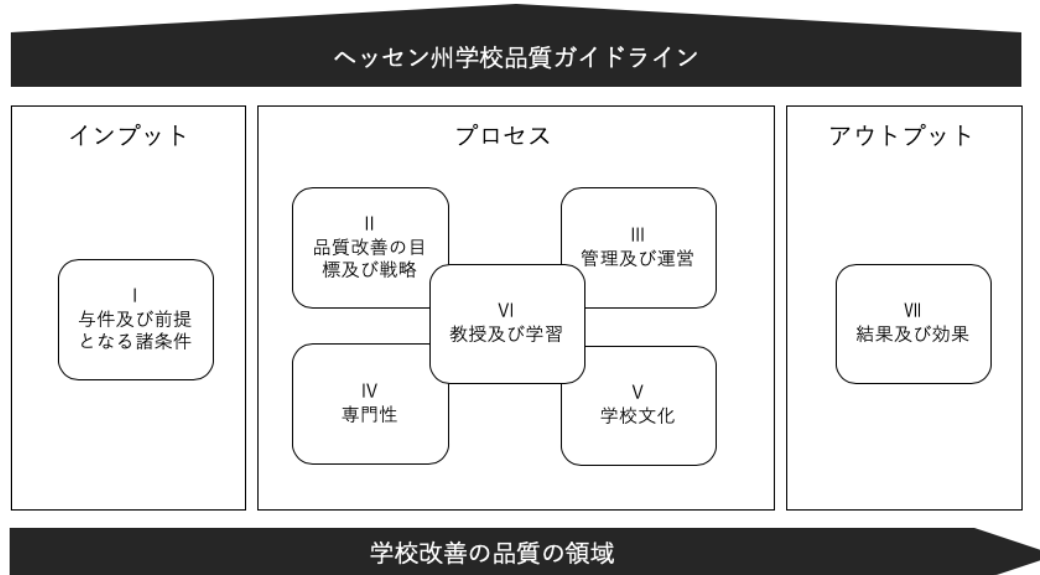 ヘッセン州学校品質ガイドライン
インプット
プロセス
アウトプット
Ⅰ
与件及び前提
となる諸条件
Ⅱ
品質改善の目
標及び戦略
Ⅲ
管理及び運営
Ⅵ
教授及び学習
Ⅳ
専門性
Ⅴ
学校文化
Ⅶ
結果及び効果
学校改善の品質の領域